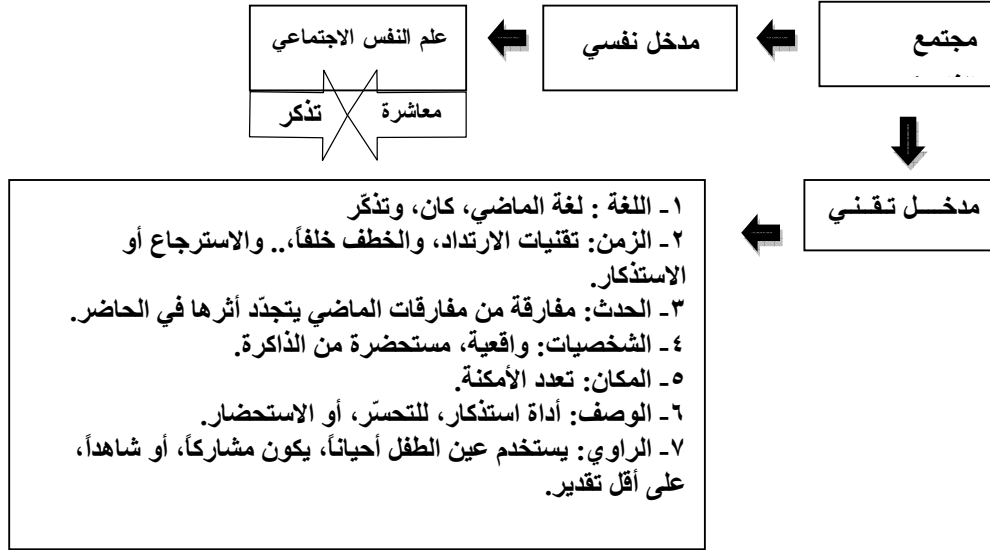 مجتمع
مدخل نفسي
علم النفس الاجتماعي
معاشرة
تذكر
مدخــــل تـقــنـي
١- اللغة : لغة الماضي، كان، وتذكّر
٢- الزمن: تقنيات الارتداد، والخطف خلفاً،.. والاسترجاع أو
الاستذكار.
٣- الحدث: مفارقة من مفارقات الماضي يتجدّد أثرها في الحاضر.
٤- الشخصيات: واقعية، مستحضرة من الذاكرة.
٥- المكان: تعدد الأمكنة.
٦- الوصف: أداة استذكار، للتحسّر، أو الاستحضار.
٧- الراوي: يستخدم عين الطفل أحياناً، يكون مشاركاً، أو شاهداً،
على أقل تقدير.